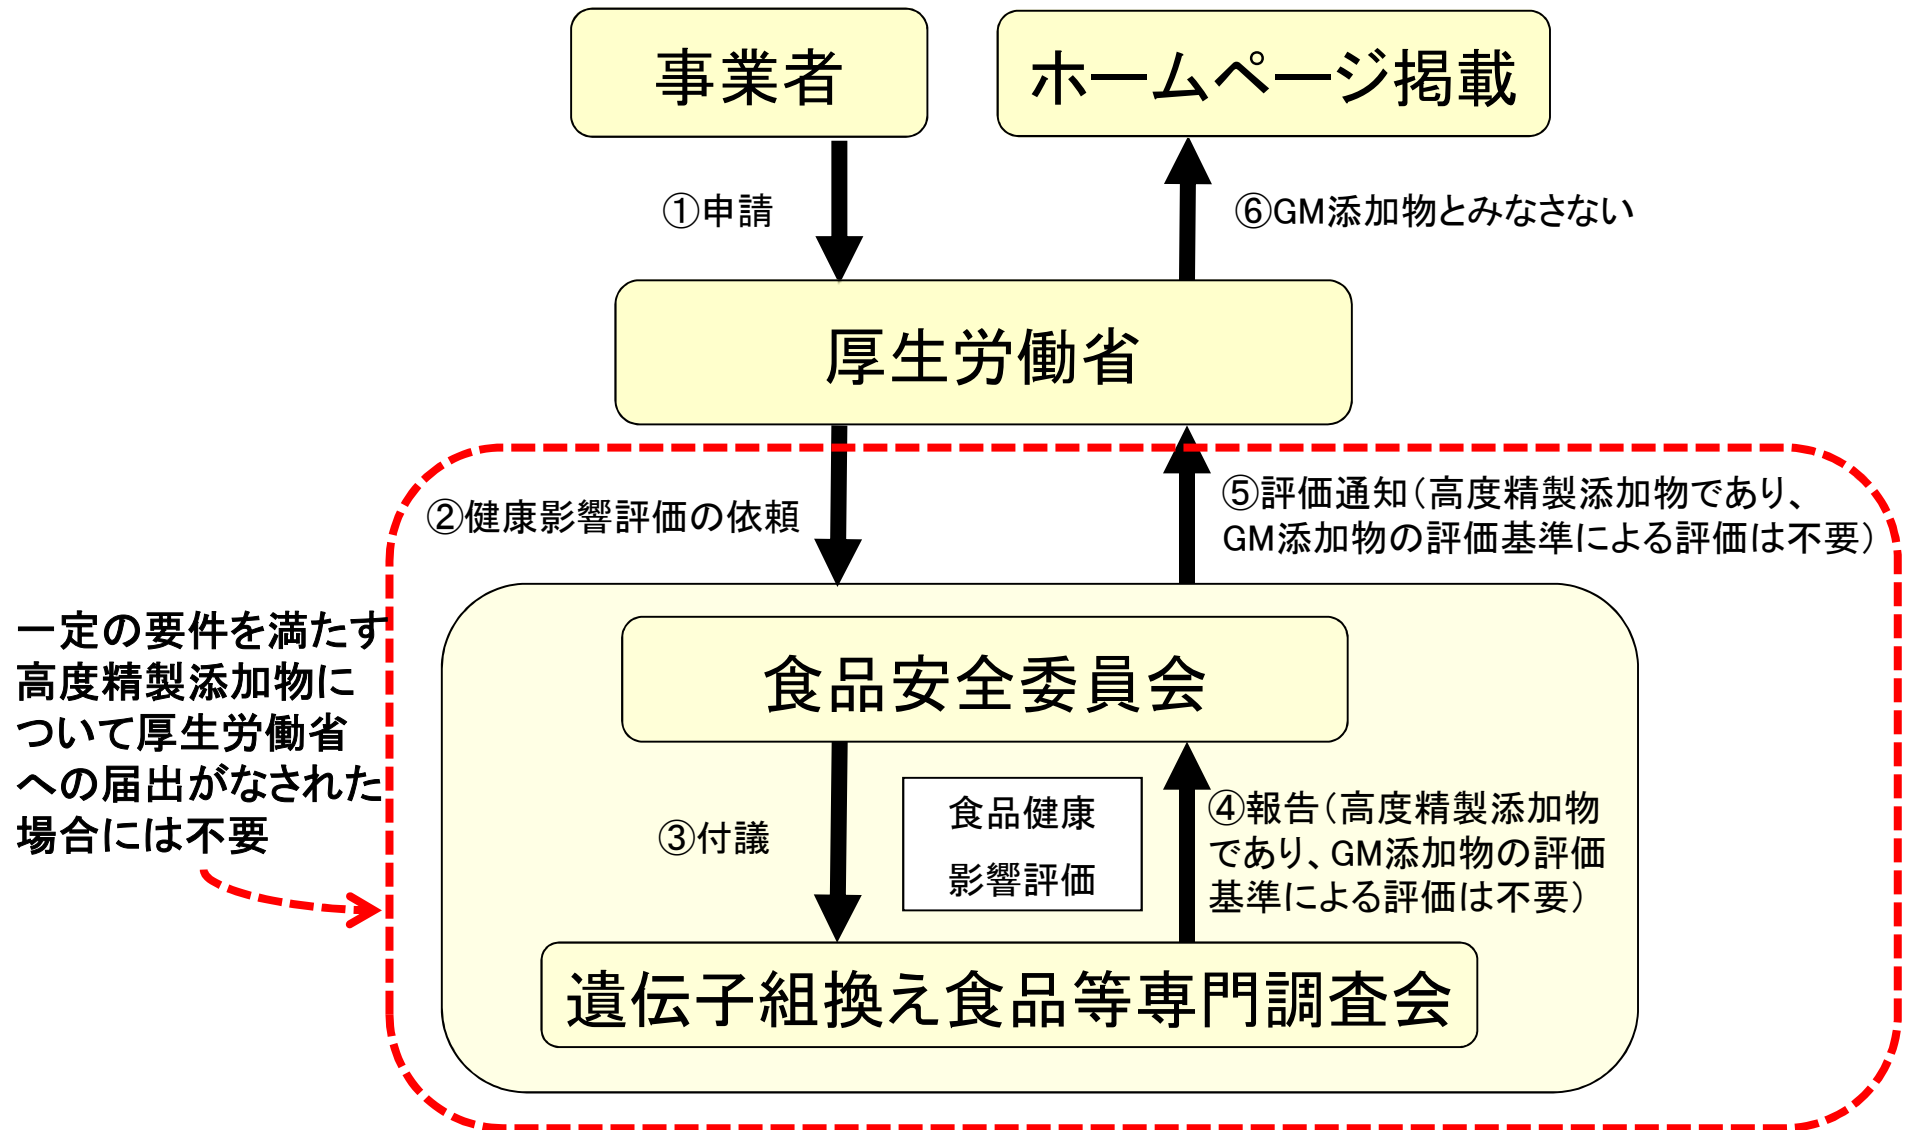 事業者
ホームページ掲載
①申請
⑥GM添加物とみなさない
厚生労働省
②健康影響評価の依頼
⑤評価通知（高度精製添加物であり、
GM添加物の評価基準による評価は不要）
一定の要件を満たす
高度精製添加物に
ついて厚生労働省
への届出がなされた
場合には不要
食品安全委員会
③付議
食品健康
影響評価
④報告（高度精製添加物
であり、GM添加物の評価
基準による評価は不要）
遺伝子組換え食品等専門調査会